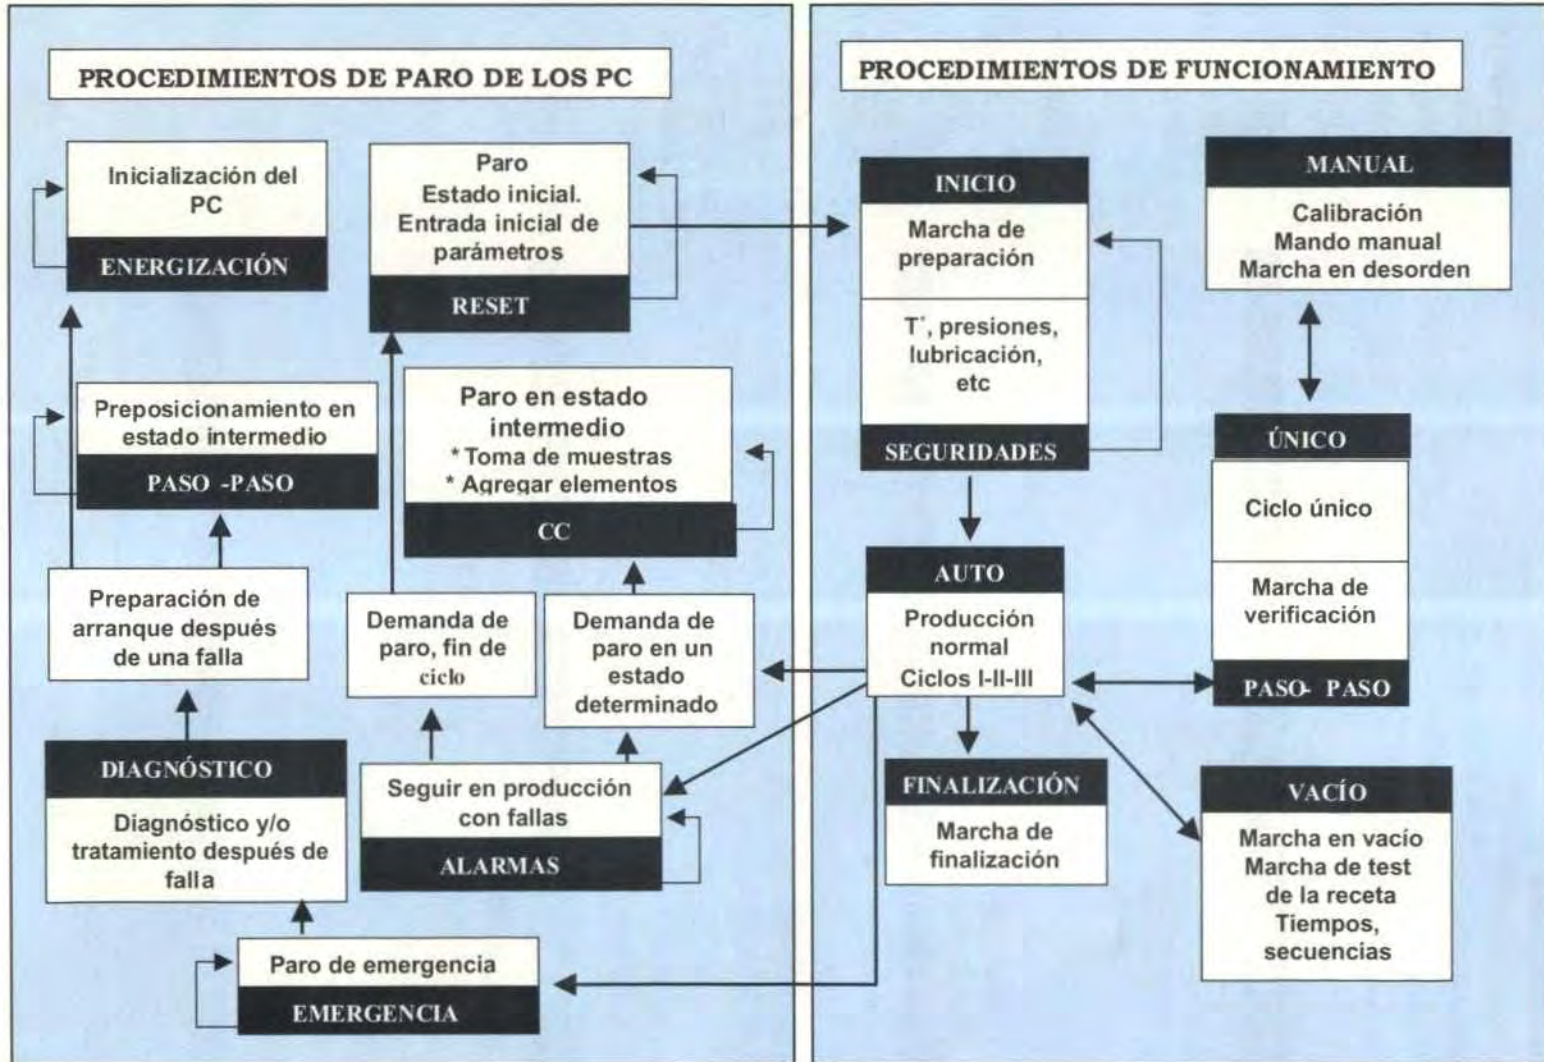 PROCEDIMIENTOS DE PARO DE LOS PC
Inicialización del
PC
ENERGIZACIÓN
Paro
Estado inicial.
Entrada inicial de
parámetros
RESET
Preposicionamiento en
estado intermedio
PASO -PASO
Paro en estado
intermedio
* Toma de muestras
* Agregar elementos
CC
Preparación de
arranque después
de una falla
Demanda de
paro, fin de
ciclo
Demanda de
paro en un
estado
determinado
DIAGNÓSTICO
Diagnóstico y/o
tratamiento después de
falla
Seguir en producción
con fallas
ALARMAS
Paro de emergencia
EMERGENCIA
PROCEDIMIENTOS DE FUNCIONAMIENTO
INICIO
Marcha de
preparación
T°, presiones,
lubricación,
etc
SEGURIDADES
MANUAL
Calibración
Mando manual
Marcha en desorden
ÚNICO
Ciclo único
Marcha de
verificación
PASO- PASO
AUTO
Producción
normal
Ciclos I-II-III
FINALIZACIÓN
Marcha de
finalización
VACÍO
Marcha en vacío
Marcha de test
de la receta
Tiempos,
secuencias